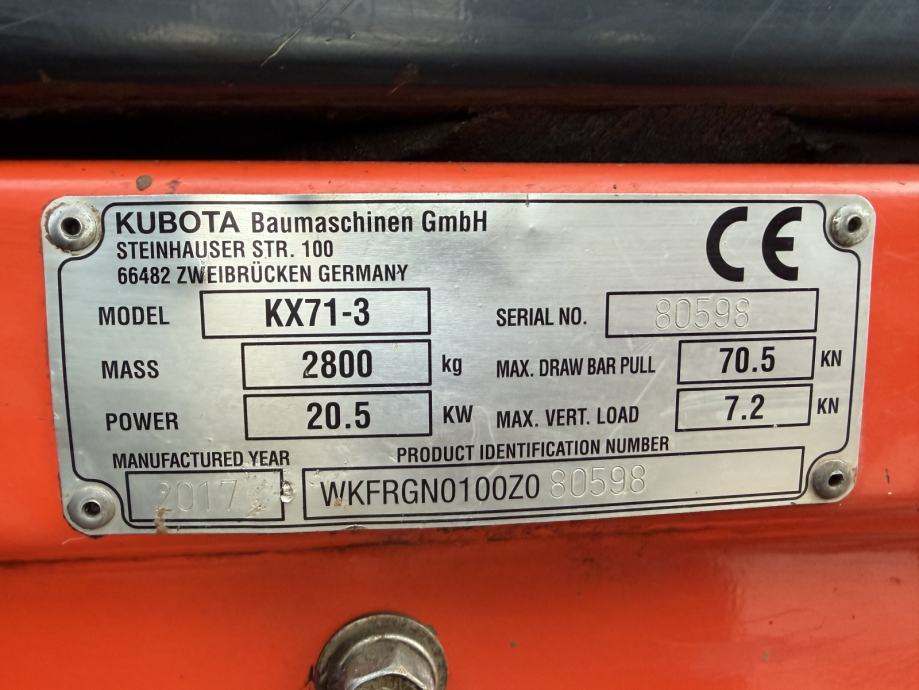 KUBOTA Baumaschinen GmbH
STEINHAUSER STR. 100
66482 ZWEIBRÜCKEN GERMANY
CE
MODEL KX71-3
SERIAL NO. 80598
MASS 2800 kg
MAX. DRAW BAR PULL 70.5 KN
POWER 20.5 KW
MAX. VERT. LOAD 7.2 KN
MANUFACTURED YEAR 2017
PRODUCT IDENTIFICATION NUMBER
WKFRGN0100Z0 80598